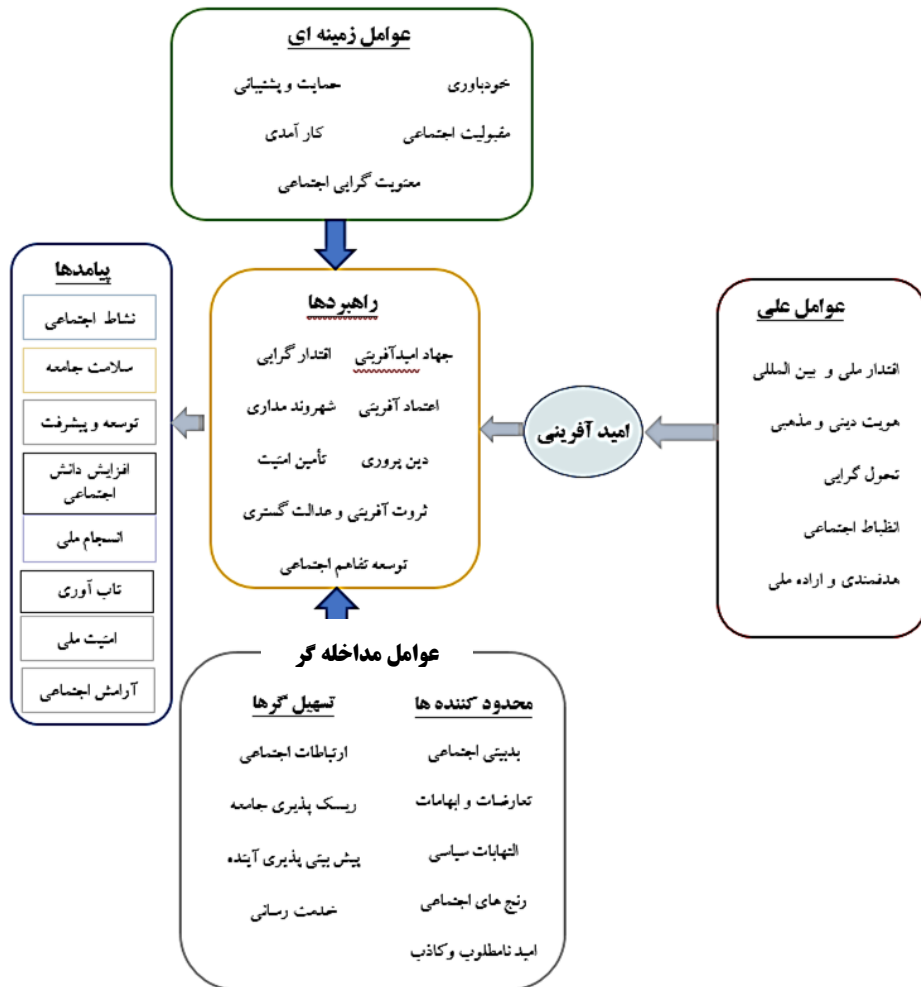 عوامل زمینه ای
خودباوری
حمایت و پشتیبانی
مقبولیت اجتماعی
کار آمدی
معنویت گرایی اجتماعی
عوامل علی
اقتدار ملی و بین المللی
هویت دینی و مذهبی
تحول گرایی
انظباط اجتماعی
هدفمندی و اراده ملی
امید آفرینی
راهبردها
جهاد امیدآفرینی
اقتدار گرایی
اعتماد آفرینی
شهروند مداری
دین پروری
تأمین امنیت
ثروت آفرینی و عدالت گستری
توسعه تفاهم اجتماعی
پیامدها
نشاط اجتماعی
سلامت جامعه
توسعه و پیشرفت
افزایش دانش
اجتماعی
انسجام ملی
تاب آوری
امنیت ملی
آرامش اجتماعی
عوامل مداخله گر
محدود کننده ها
بدبینی اجتماعی
تعارضات و ابهامات
التهابات سیاسی
رنج های اجتماعی
امید نامطلوب وکاذب
تسهیل گرها
ارتباطات اجتماعی
ریسک پذیری جامعه
پیش بینی پذیری آینده
خدمت رسانی